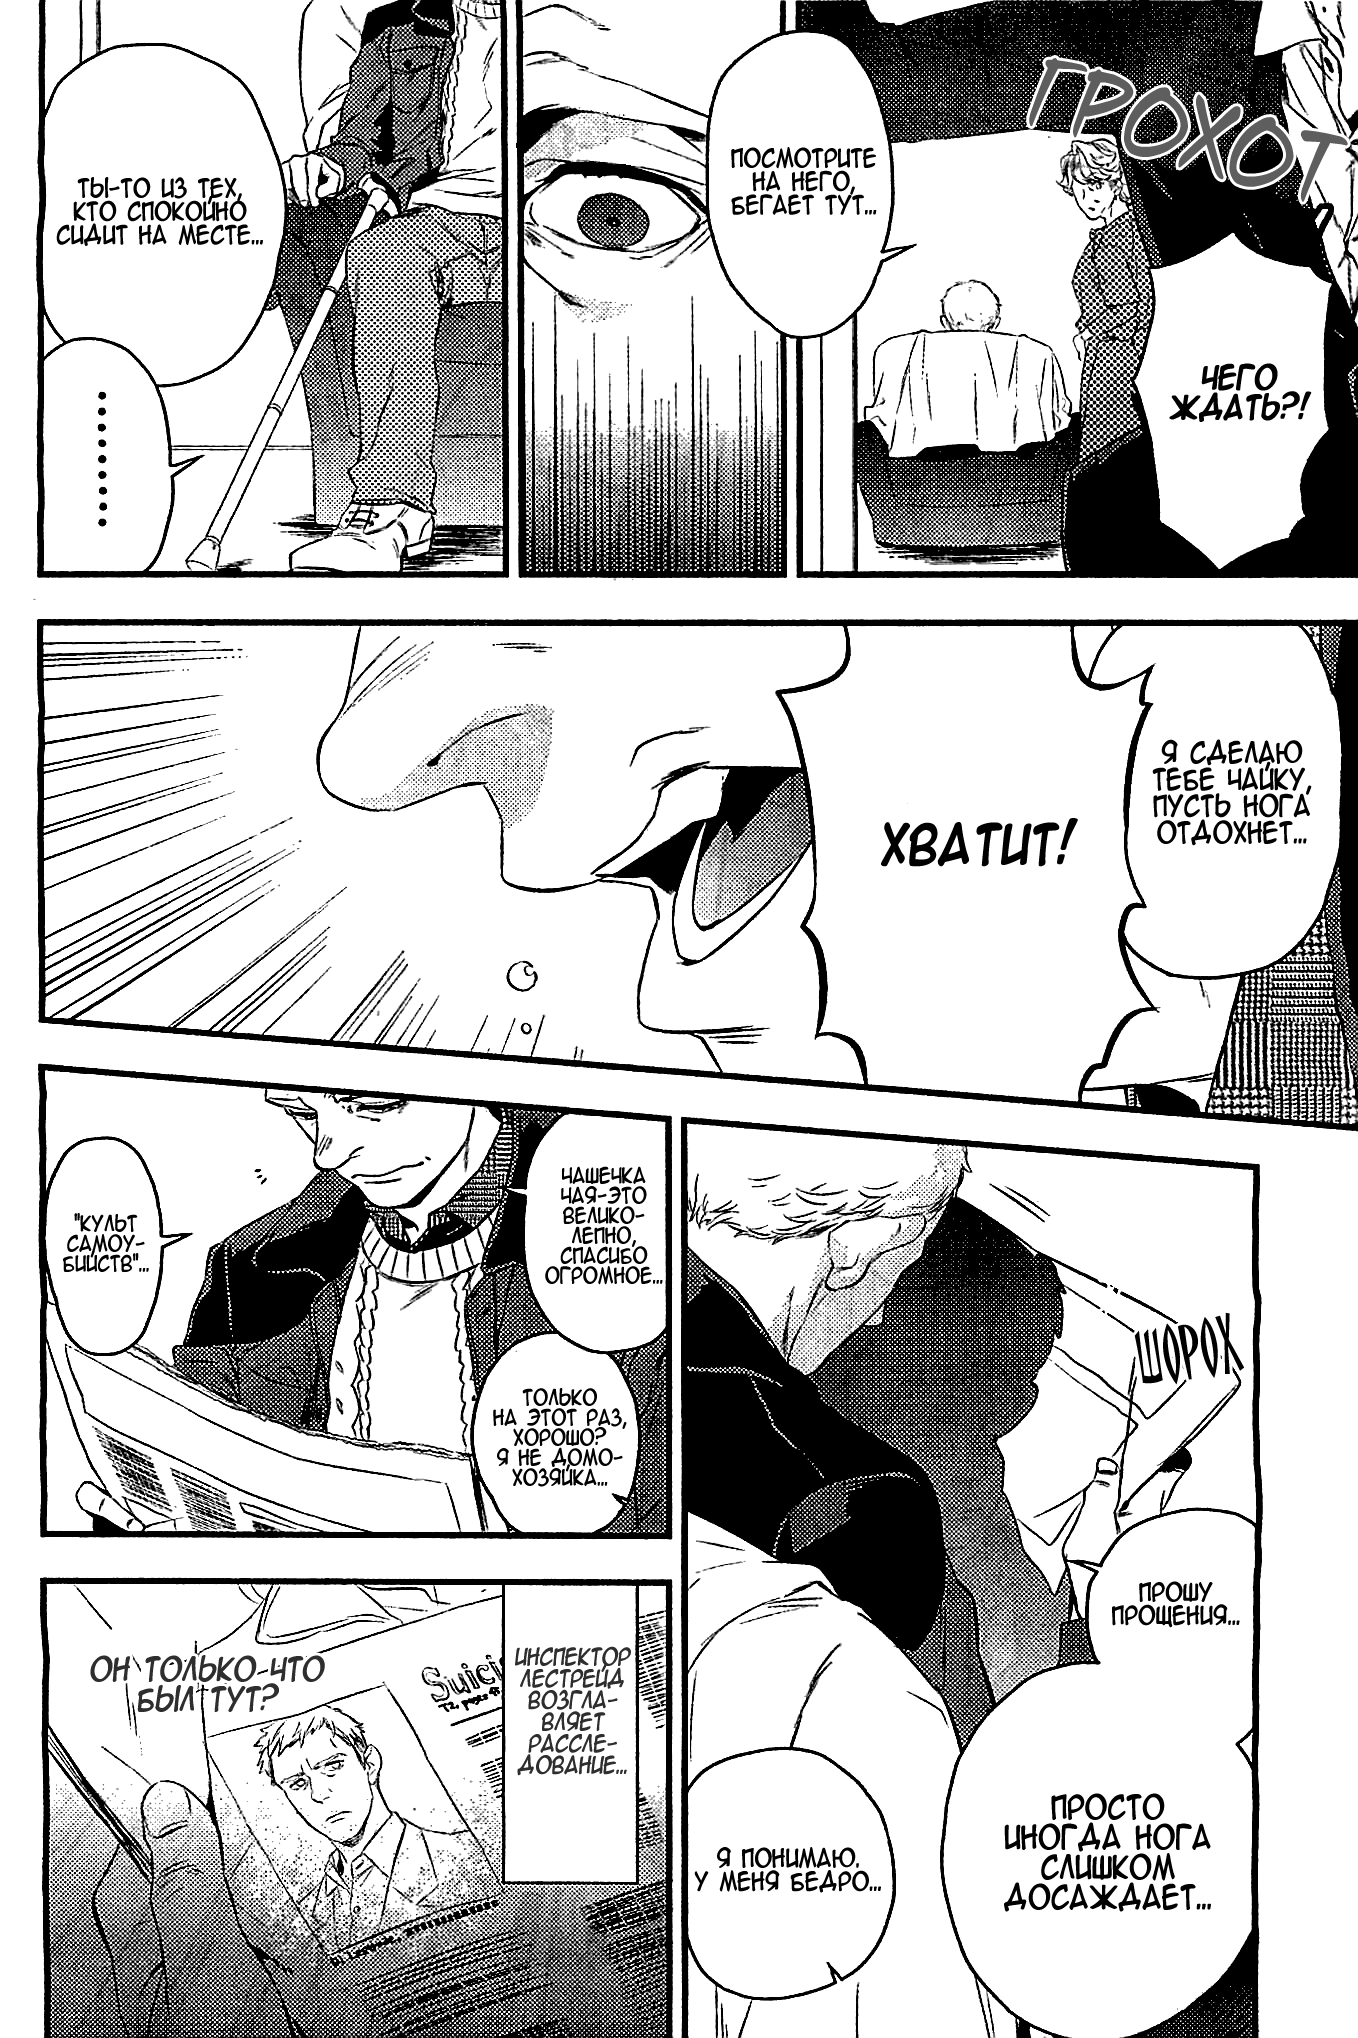 ГРОХОТ
ЧЕГО
ЖДАТЬ?!
ПОСМОТРИТЕ
НА НЕГО,
БЕГАЕТ ТУТ...
ТЫ-ТО ИЗ ТЕХ,
КТО СПОКОЙНО
СИДИТ НА МЕСТЕ...
........
Я СДЕЛАЮ
ТЕБЕ ЧАЙКУ,
ПУСТЬ НОГА
ОТДОХНЕТ...
ХВАТИТ!
ШОРОХ
ПРОШУ
ПРОЩЕНИЯ...
ПРОСТО
ИНОГДА НОГА
СЛИШКОМ
ДОСАЖДАЕТ...
Я ПОНИМАЮ.
У МЕНЯ БЕДРО...
ЧАШЕЧКА
ЧАЯ-ЭТО
ВЕЛИКО-
ЛЕПНО,
СПАСИБО
ОГРОМНОЕ...
ТОЛЬКО
НА ЭТОТ РАЗ,
ХОРОШО?
Я НЕ ДОМО-
ХОЗЯЙКА...
"КУЛЬТ
САМОУ-
БИЙСТВ"...
ИНСПЕКТОР
ЛЕСТРЕЙД
ВОЗГЛА-
ВЛЯЕТ
РАССЛЕ-
ДОВАНИЕ...
ОН ТОЛЬКО-ЧТО
БЫЛ ТУТ?
Suici